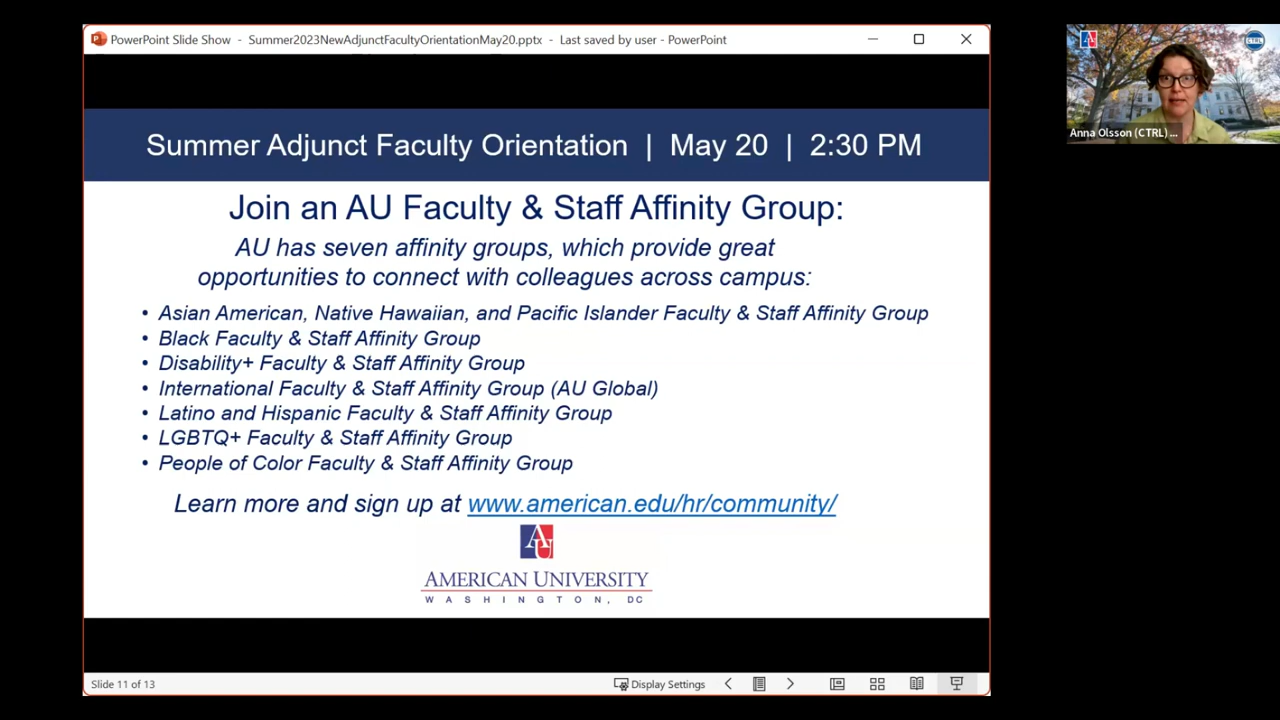 PowerPoint Slide Show - Summer2023NewAdjunctFacultyOrientationMay20.pptx - Last saved by user - PowerPoint
Summer Adjunct Faculty Orientation | May 20 | 2:30 PM
Join an AU Faculty & Staff Affinity Group:
AU has seven affinity groups, which provide great
opportunities to connect with colleagues across campus:
• Asian American, Native Hawaiian, and Pacific Islander Faculty & Staff Affinity Group
• Black Faculty & Staff Affinity Group
• Disability+ Faculty & Staff Affinity Group
• International Faculty & Staff Affinity Group (AU Global)
• Latino and Hispanic Faculty & Staff Affinity Group
• LGBTQ+ Faculty & Staff Affinity Group
• People of Color Faculty & Staff Affinity Group
Learn more and sign up at www.american.edu/hr/community/
AU
AMERICAN UNIVERSITY
WASHINGTON, DC
Slide 11 of 13
Display Settings
CTRL
Anna Olsson (CTRL) ...